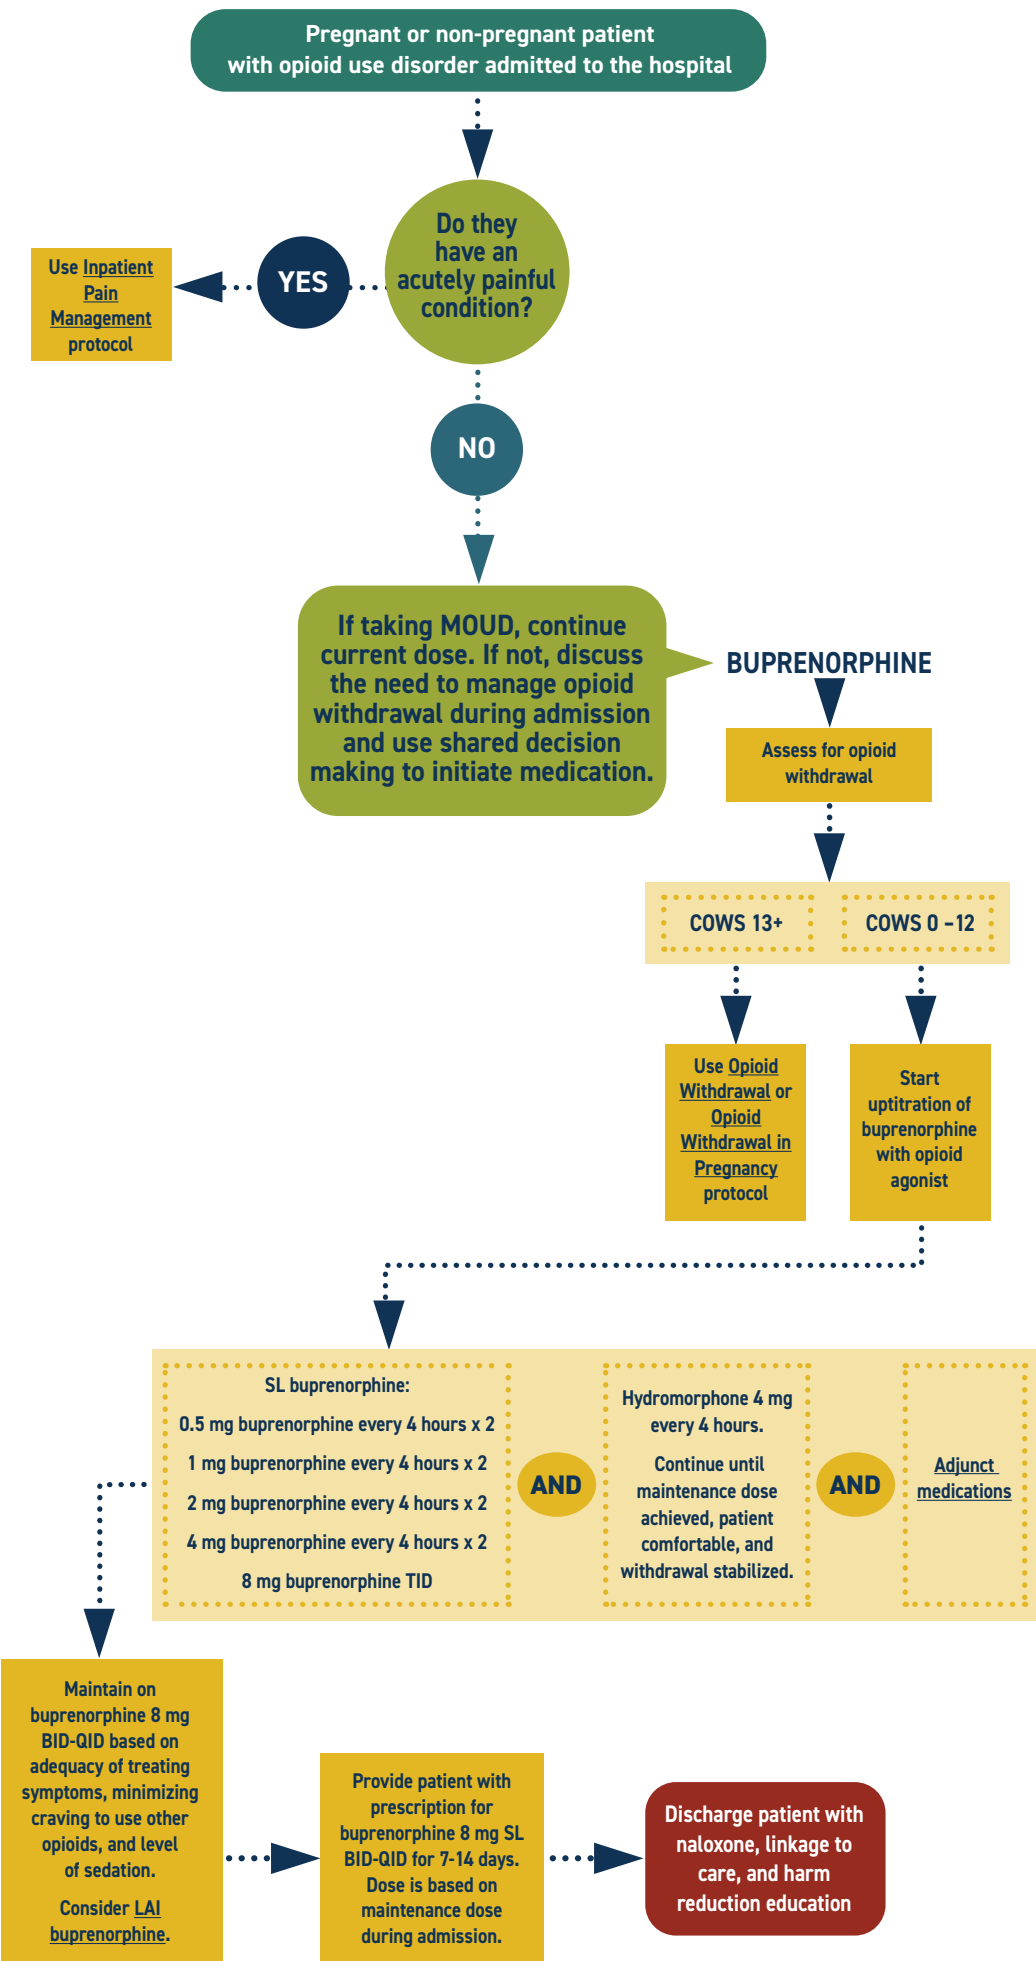 Pregnant or non-pregnant patient
with opioid use disorder admitted to the hospital
Do they
have an
acutely painful
condition?
YES
Use Inpatient
Pain
Management
protocol
NO
If taking MOUD, continue
current dose. If not, discuss
the need to manage opioid
withdrawal during admission
and use shared decision
making to initiate medication.
BUPRENORPHINE
Assess for opioid
withdrawal
COWS 13+
COWS 0 –12
Use Opioid
Withdrawal or
Opioid
Withdrawal in
Pregnancy
protocol
Start
uptitration of
buprenorphine
with opioid
agonist
SL buprenorphine:
0.5 mg buprenorphine every 4 hours x 2
1 mg buprenorphine every 4 hours x 2
2 mg buprenorphine every 4 hours x 2
4 mg buprenorphine every 4 hours x 2
8 mg buprenorphine TID
AND
Hydromorphone 4 mg
every 4 hours.
Continue until
maintenance dose
achieved, patient
comfortable, and
withdrawal stabilized.
AND
Adjunct
medications
Maintain on
buprenorphine 8 mg
BID-QID based on
adequacy of treating
symptoms, minimizing
craving to use other
opioids, and level
of sedation.
Consider LAI
buprenorphine.
Provide patient with
prescription for
buprenorphine 8 mg SL
BID-QID for 7-14 days.
Dose is based on
maintenance dose
during admission.
Discharge patient with
naloxone, linkage to
care, and harm
reduction education